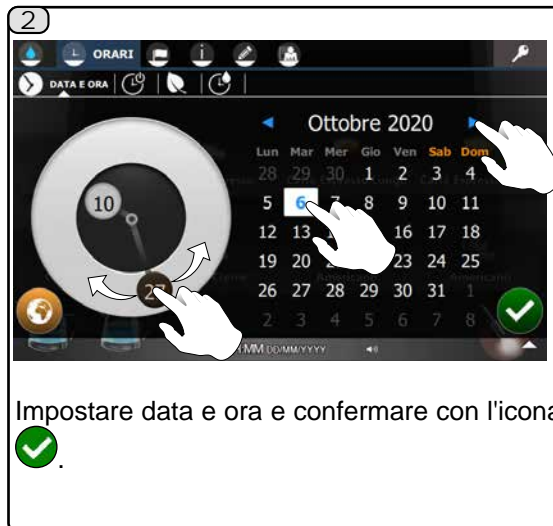 2
ORARI
DATA E ORA
Ottobre 2020
Lun Mar Mer Gio Ven Sab Dom
28 29 30 1 2 3 4
5 6 7 8 9 10 11
12 13 16 17 18
19 20 23 24 25
26 27 28 29 30 31 1
2 3 4 5 6 7 8
10
27
:MM DD/MM/YYYY
Impostare data e ora e confermare con l'icona
.